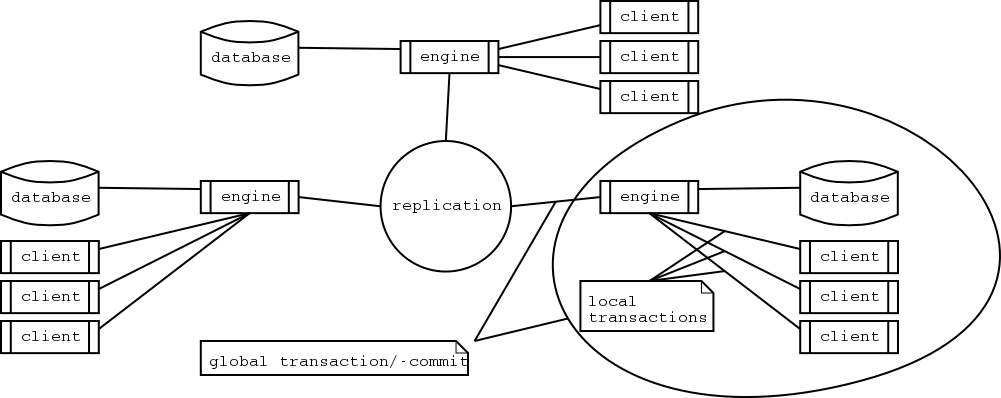 client
database
engine
client
client
database
engine
replication
engine
database
client
client
client
client
client
client
local
transactions
global transaction/-commit